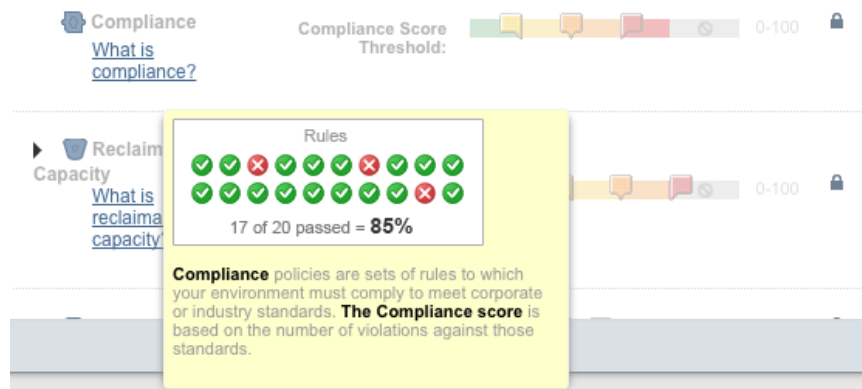 Compliance
What is
compliance?
Compliance Score
Threshold:
0-100
Reclaim
Capacity
What is
reclaima
capacity?
0-100
Rules
17 of 20 passed = 85%
Compliance policies are sets of rules to which
your environment must comply to meet corporate
or industry standards. The Compliance score is
based on the number of violations against those
standards.